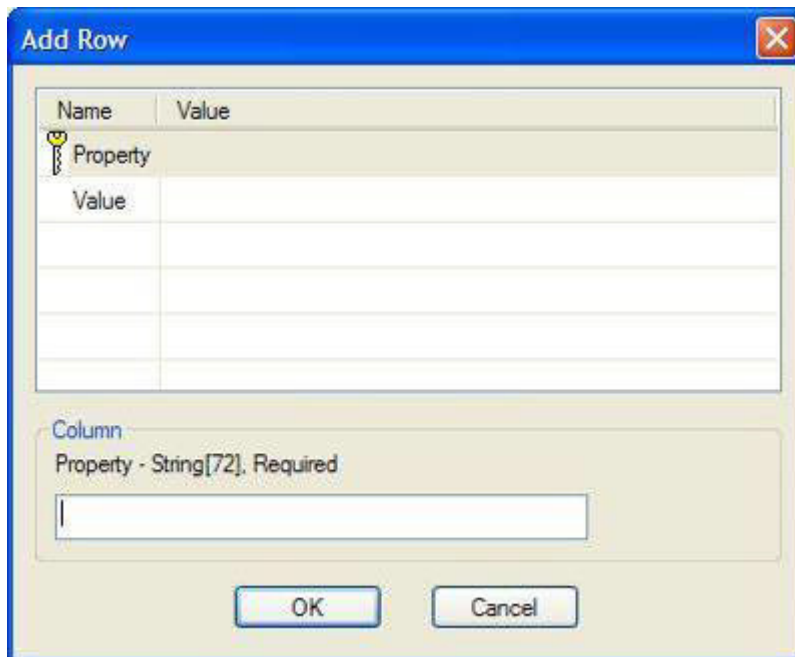 Add Row
Name Value
Property
Value
Column
Property - String[72], Required
OK Cancel